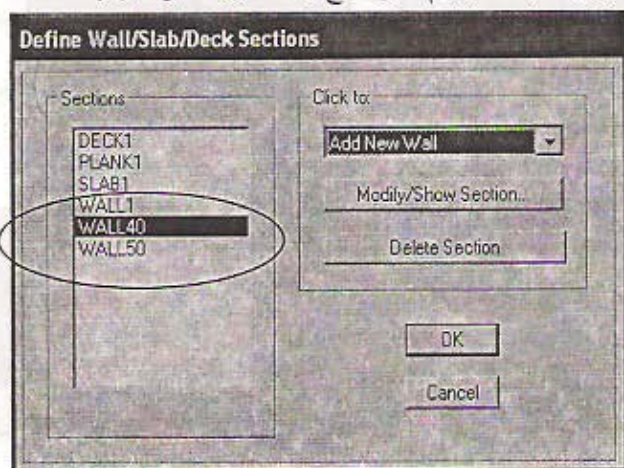 Define Wall/Slab/Deck Sections
Sections
DECK1
PLANK1
SLAB1
WALL1
WALL40
WALL50
Click to:
Add New Wall
Modify/Show Section..
Delete Section
OK
Cancel